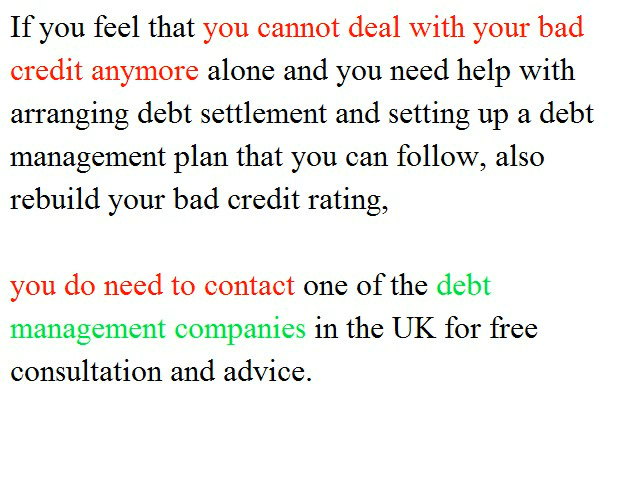 If you feel that you cannot deal with your bad
credit anymore alone and you need help with
arranging debt settlement and setting up a debt
management plan that you can follow, also
rebuild your bad credit rating,
you do need to contact one of the debt
management companies in the UK for free
consultation and advice.